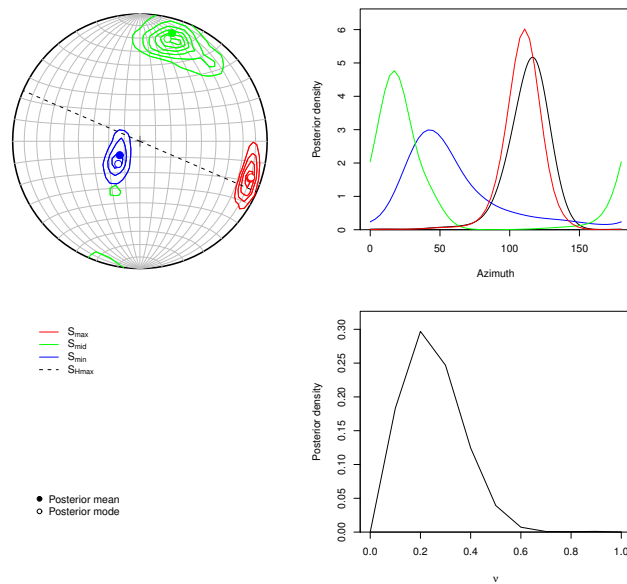 Posterior density
6
5
4
3
2
1
0
0
50
100
150
Azimuth
Smax
Smid
Smin
SHmax
Posterior mean
Posterior mode
Posterior density
0.30
0.25
0.20
0.15
0.10
0.05
0.00
0.0
0.2
0.4
0.6
0.8
1.0
ν